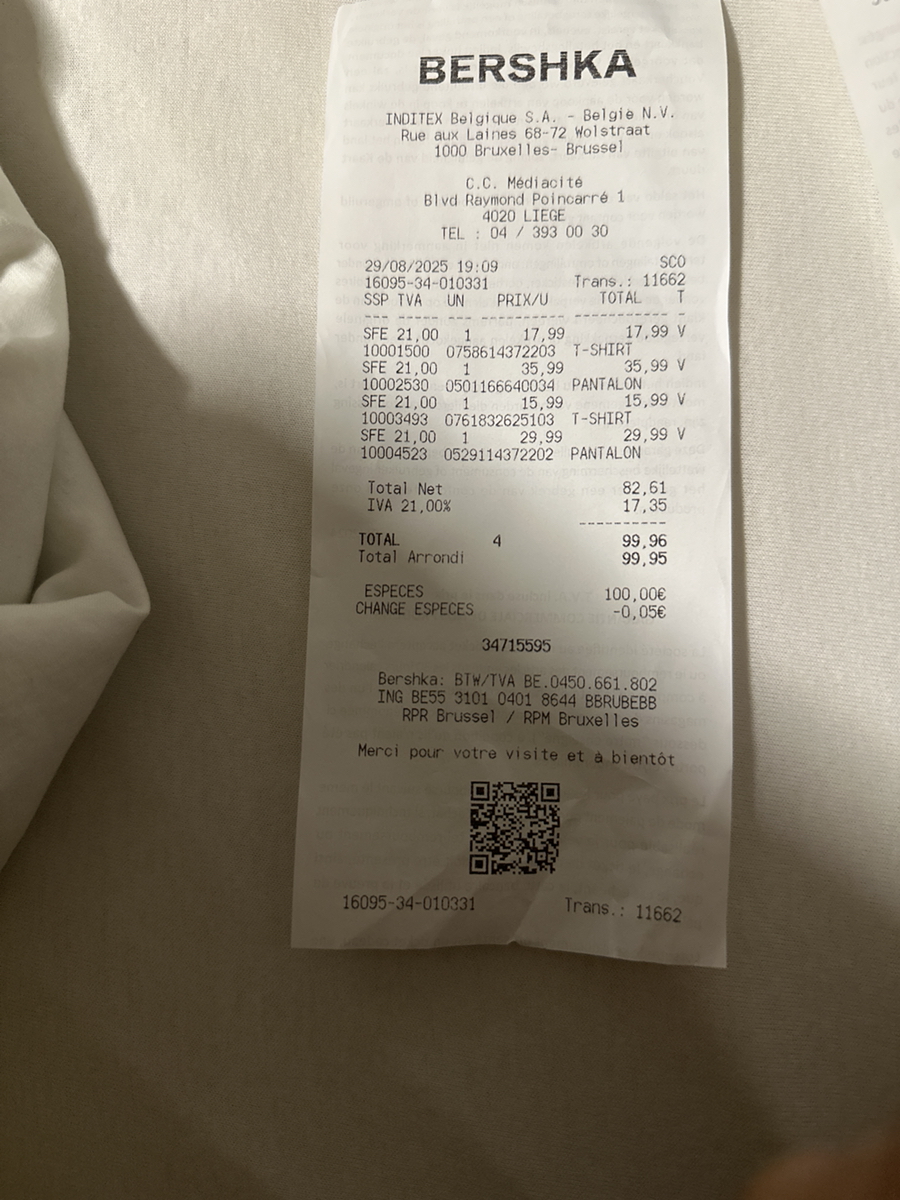 BERSHKA
INDITEX Belgique S.A. - België N.V.
Rue aux Laines 68-72 Wolstraat
1000 Bruxelles- Brussel
C.C. Médiacité
Blvd Raymond Poincarré 1
4020 LIEGE
TEL : 04 / 393 00 30
29/08/2025 19:09 SCO
16095-34-010331 Trans.: 11662
SSP TVA UN PRIX/U TOTAL T
--- ----- --- ---------- ----------- -
SFE 21,00 1 17,99 17,99 V
10001500 0758614372203 T-SHIRT
SFE 21,00 1 35,99 35,99 V
10002530 0501166640034 PANTALON
SFE 21,00 1 15,99 15,99 V
10003493 0761832625103 T-SHIRT
SFE 21,00 1 29,99 29,99 V
10004523 0529114372202 PANTALON
Total Net 82,61
IVA 21,00% 17,35
----------
TOTAL 4 99,96
Total Arrondi 99,95
ESPECES 100,00€
CHANGE ESPECES -0,05€
34715595
Bershka: BTW/TVA BE.0450.661.802
ING BE55 3101 0401 8644 BBRUBEBB
RPR Brussel / RPM Bruxelles
Merci pour votre visite et à bientôt
16095-34-010331 Trans.: 11662